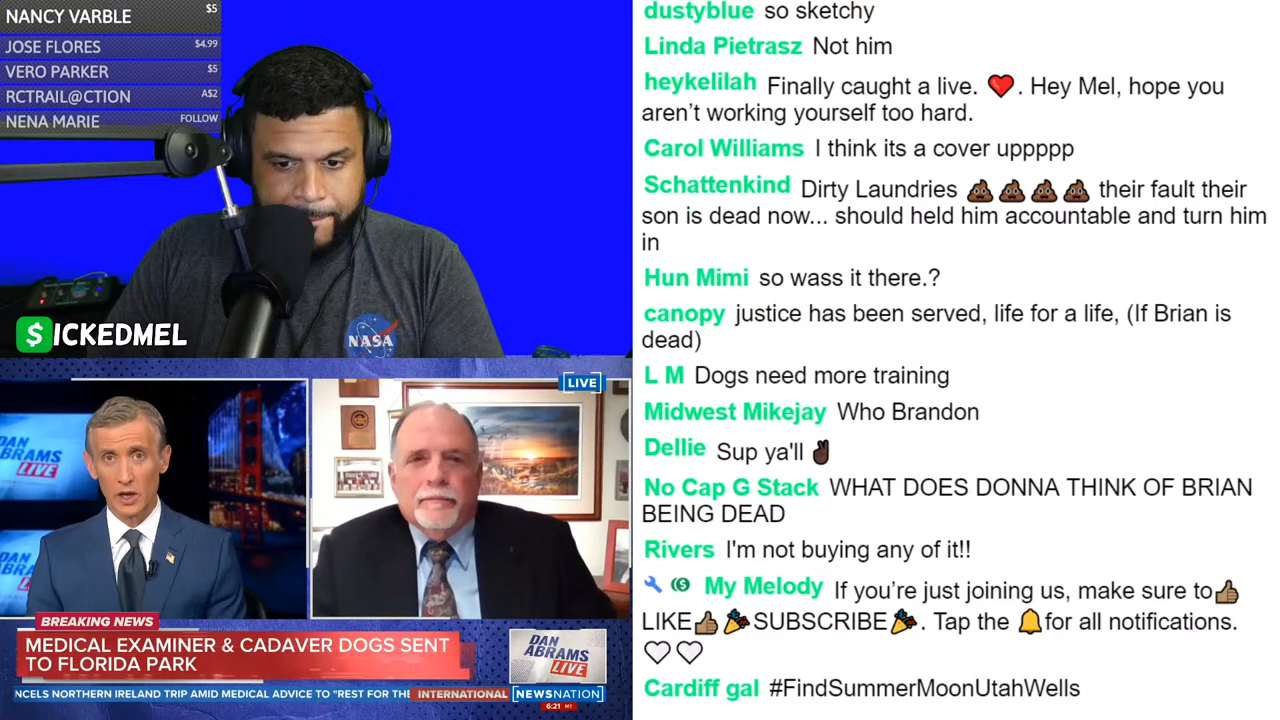 NANCY VARBLE $5
JOSE FLORES $4.99
VERO PARKER $5
RCTRAIL@CTION A$2
NENA MARIE FOLLOW
NASA
$ICKEDMEL
dustyblue so sketchy
Linda Pietrasz Not him
heykelilah Finally caught a live. ❤️. Hey Mel, hope you
aren’t working yourself too hard.
Carol Williams I think its a cover uppppp
Schattenkind Dirty Laundries 💩 💩 💩 💩 their fault their
son is dead now... should held him accountable and turn him
in
Hun Mimi so wass it there.?
canopy justice has been served, life for a life, (If Brian is
dead)
L M Dogs need more training
Midwest Mikejay Who Brandon
Dellie Sup ya'll ✌🏿
No Cap G Stack WHAT DOES DONNA THINK OF BRIAN
BEING DEAD
Rivers I'm not buying any of it!!
My Melody If you’re just joining us, make sure to👍🏽
LIKE👍🏽🎉SUBSCRIBE🎉. Tap the 🔔for all notifications.
🤍🤍
Cardiff gal #FindSummerMoonUtahWells
LIVE
DAN
ABRAMS
LIVE
BREAKING NEWS
MEDICAL EXAMINER & CADAVER DOGS SENT
TO FLORIDA PARK
DAN
ABRAMS
LIVE
NCELS NORTHERN IRELAND TRIP AMID MEDICAL ADVICE TO "REST FOR THE
INTERNATIONAL
NEWSNATION
6:21 MT